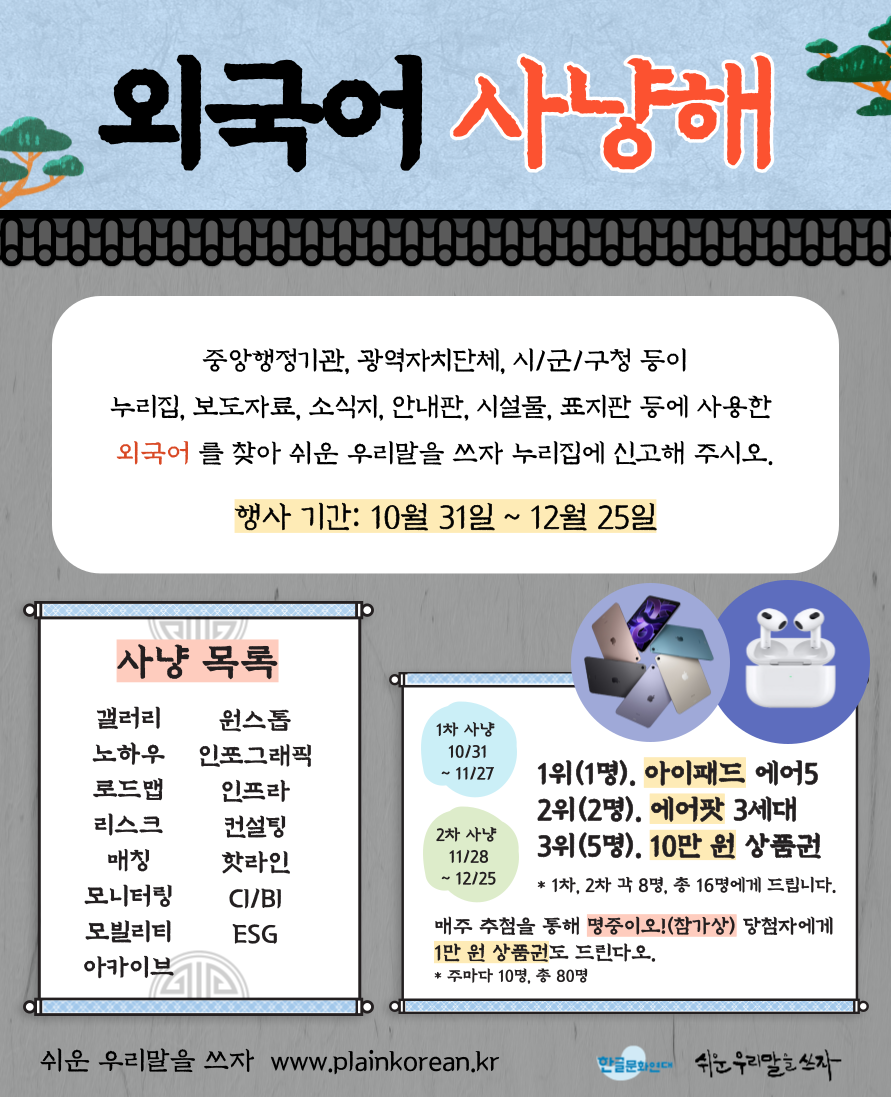 외국어 사냥해
중앙행정기관, 광역자치단체, 시/군/구청 등이
누리집, 보도자료, 소식지, 안내판, 시설물, 표지판 등에 사용한
외국어 를 찾아 쉬운 우리말을 쓰자 누리집에 신고해 주시오.
행사 기간: 10월 31일 ~ 12월 25일
사냥 목록
갤러리
노하우
로드맵
리스크
매칭
모니터링
모빌리티
아카이브
원스톱
인포그래픽
인프라
컨설팅
핫라인
CI/BI
ESG
1차 사냥
10/31
~ 11/27
2차 사냥
11/28
~ 12/25
1위(1명). 아이패드 에어5
2위(2명). 에어팟 3세대
3위(5명). 10만 원 상품권
* 1차, 2차 각 8명, 총 16명에게 드립니다.
매주 추첨을 통해 명중이오!(참가상) 당첨자에게
1만 원 상품권도 드린다오.
* 주마다 10명, 총 80명
쉬운 우리말을 쓰자 www.plainkorean.kr
한글문화연대
쉬운 우리말을 쓰자